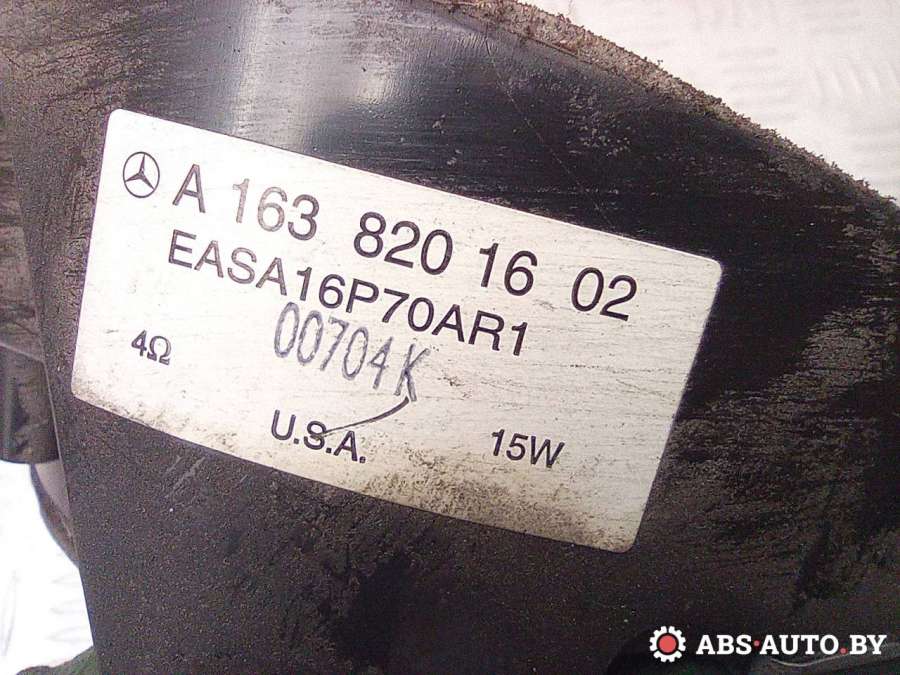 A 163 820 16 02
EASA16P70AR1
00704K
4Ω
U.S.A.
15W
ABS-AUTO.BY